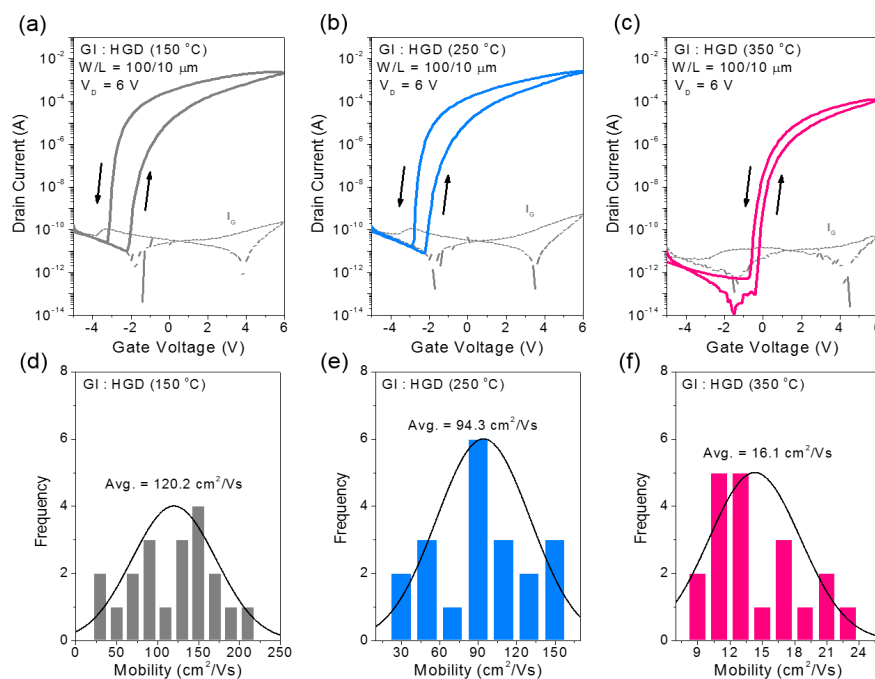 (a)
GI : HGD (150 °C)
W/L = 100/10 μm
V_D = 6 V
I_G
10^-2
10^-4
10^-6
10^-8
10^-10
10^-12
10^-14
Drain Current (A)
-4 -2 0 2 4 6
Gate Voltage (V)
(b)
GI : HGD (250 °C)
W/L = 100/10 μm
V_D = 6 V
I_G
10^-2
10^-4
10^-6
10^-8
10^-10
10^-12
10^-14
Drain Current (A)
-4 -2 0 2 4 6
Gate Voltage (V)
(c)
GI : HGD (350 °C)
W/L = 100/10 μm
V_D = 6 V
I_G
10^-2
10^-4
10^-6
10^-8
10^-10
10^-12
10^-14
Drain Current (A)
-4 -2 0 2 4 6
Gate Voltage (V)
(d)
GI : HGD (150 °C)
Avg. = 120.2 cm²/Vs
8
6
4
2
0
Frequency
0 50 100 150 200 250
Mobility (cm²/Vs)
(e)
GI : HGD (250 °C)
Avg. = 94.3 cm²/Vs
8
6
4
2
0
Frequency
30 60 90 120 150
Mobility (cm²/Vs)
(f)
GI : HGD (350 °C)
Avg. = 16.1 cm²/Vs
8
6
4
2
0
Frequency
9 12 15 18 21 24
Mobility (cm²/Vs)